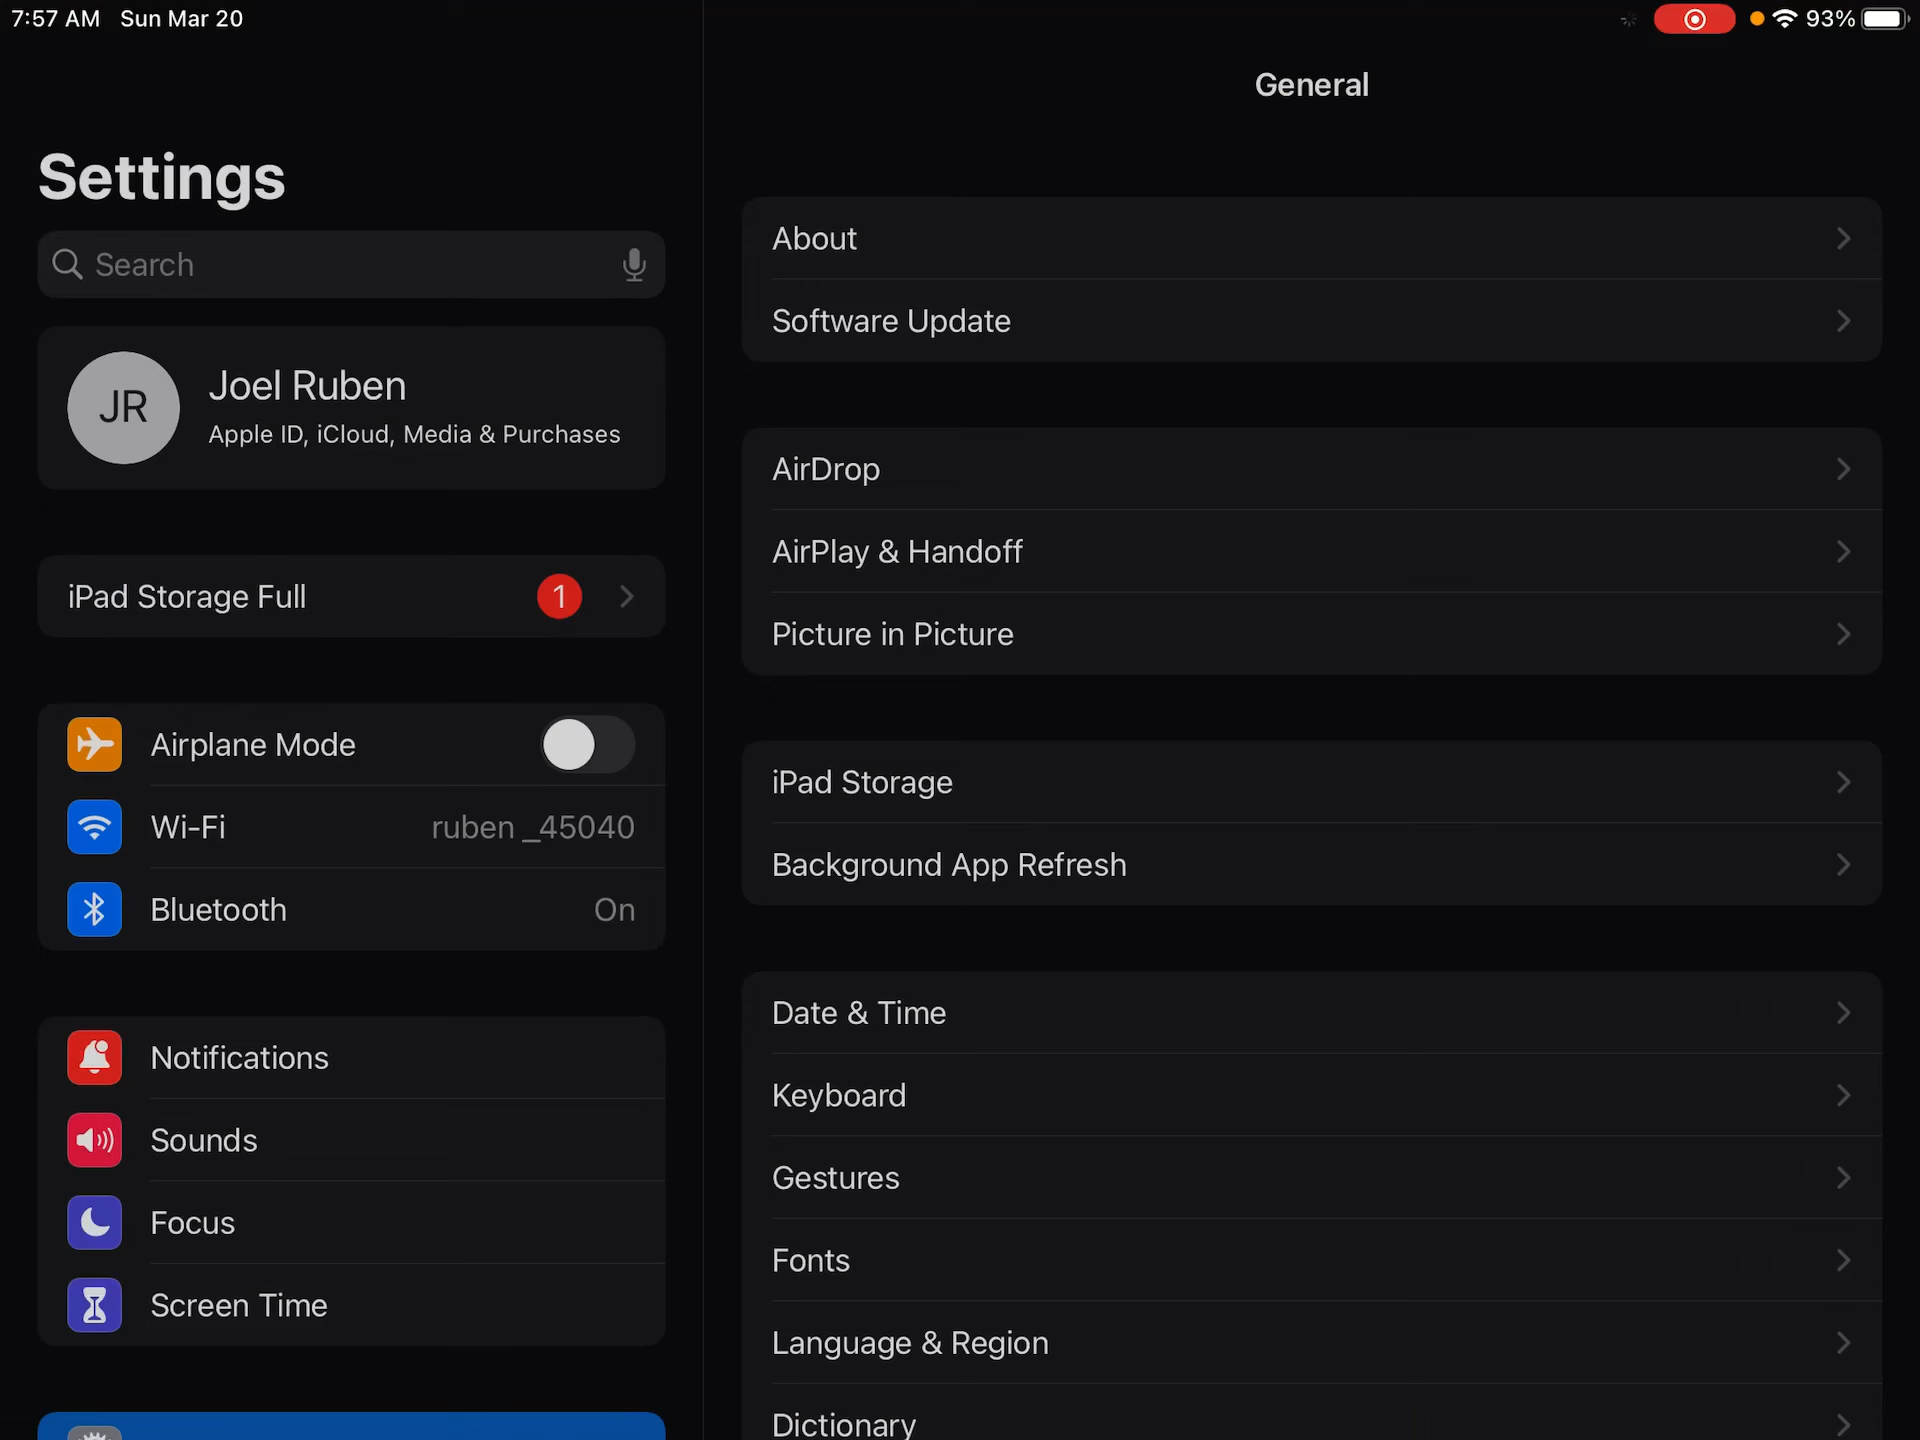 7:57 AM Sun Mar 20
93%
Settings
Search
JR
Joel Ruben
Apple ID, iCloud, Media & Purchases
iPad Storage Full 1
Airplane Mode
Wi-Fi ruben _45040
Bluetooth On
Notifications
Sounds
Focus
Screen Time
General
About
Software Update
AirDrop
AirPlay & Handoff
Picture in Picture
iPad Storage
Background App Refresh
Date & Time
Keyboard
Gestures
Fonts
Language & Region
Dictionary